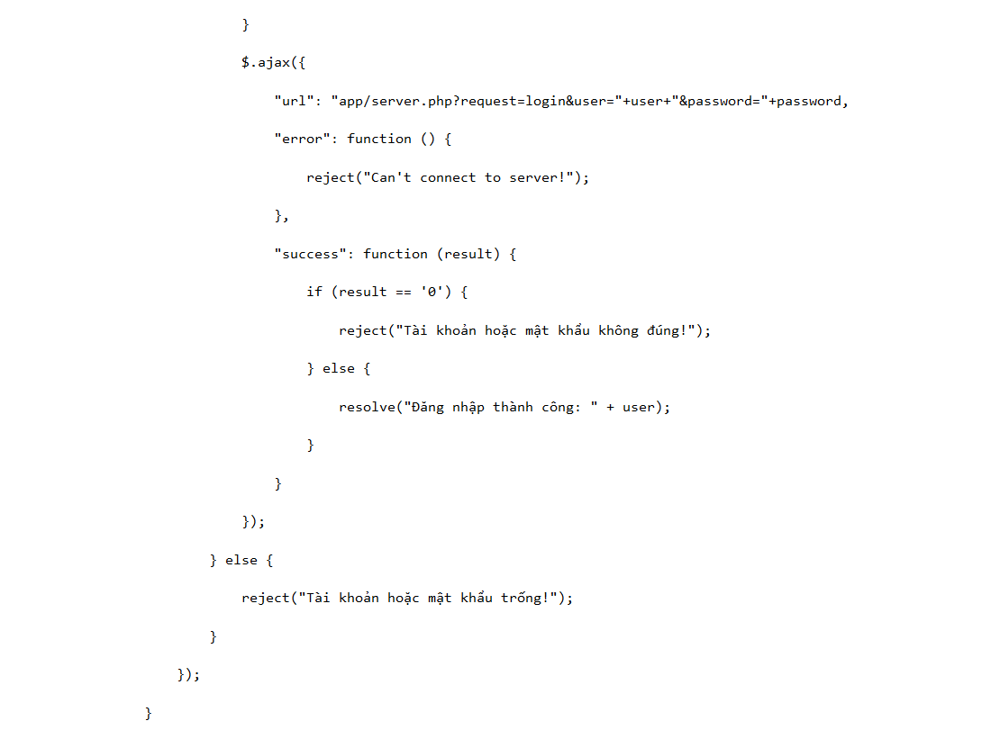 }
$.ajax({
"url": "app/server.php?request=login&user="+user+"&password="+password,
"error": function () {
reject("Can't connect to server!");
},
"success": function (result) {
if (result == '0') {
reject("Tài khoản hoặc mật khẩu không đúng!");
} else {
resolve("Đăng nhập thành công: " + user);
}
}
});
} else {
reject("Tài khoản hoặc mật khẩu trống!");
}
});
}